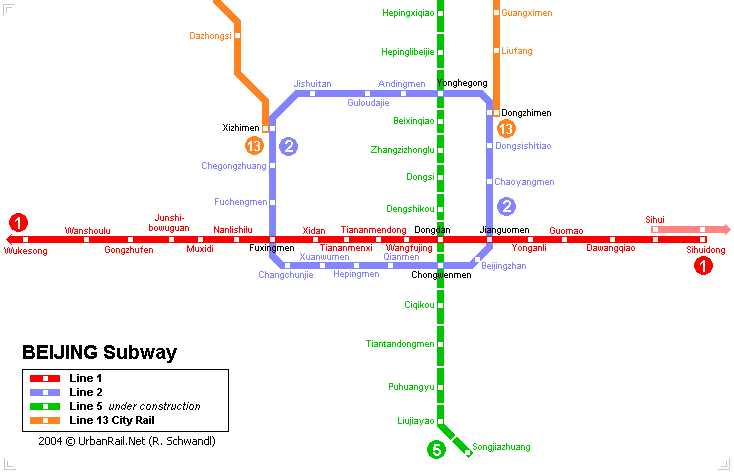 Hepingxiqiao
Guangximen
Dazhongsi
Hepinglibeijie
Liufang
Jishuitan
Andingmen
Yonghegong
Guloudajie
Dongzhimen
Xizhimen
Beixinqiao
13
13
2
Dongsishitiao
Zhangzizhonglu
Chegongzhuang
Dongsi
Chaoyangmen
Fuchengmen
Dengshikou
2
1
Junshi-
bowuguan
Sihui
Wanshoulu
Nanlishilu
Xidan
Tiananmendong
Dongdan
Jianguomen
Guomao
Wukesong
Gongzhufen
Muxidi
Fuxingmen
Tiananmenxi
Wangfujing
Yonganli
Dawangqiao
Sihuidong
Xuanwumen
Qianmen
1
Changchunjie
Hepingmen
Chongwenmen
Beijingzhan
Ciqikou
Tiantandongmen
BEIJING Subway
Line 1
Line 2
Line 5 under construction
Line 13 City Rail
Puhuangyu
Liujiayao
2004 © UrbanRail.Net (R. Schwandl)
5
Songjiazhuang